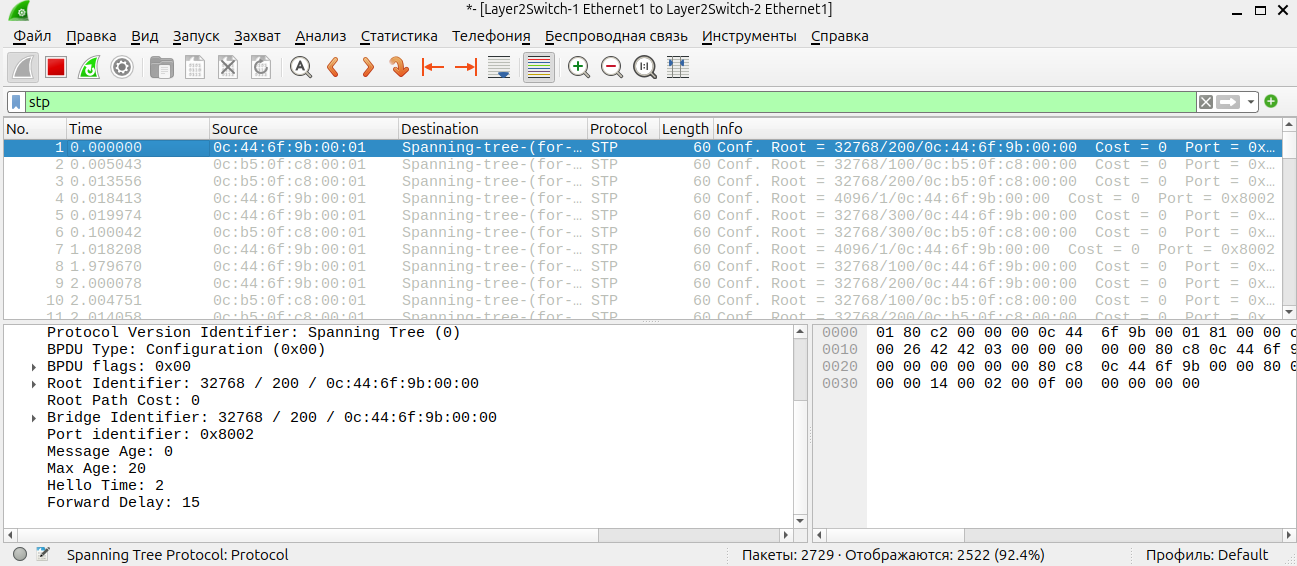 *- [Layer2Switch-1 Ethernet1 to Layer2Switch-2 Ethernet1]
Файл Правка Вид Запуск Захват Анализ Статистика Телефония Беспроводная связь Инструменты Справка
stp
No. Time Source Destination Protocol Length Info
1 0.000000 0c:44:6f:9b:00:01 Spanning-tree-(for-… STP 60 Conf. Root = 32768/200/0c:44:6f:9b:00:00 Cost = 0 Port = 0x…
2 0.005043 0c:b5:0f:c8:00:01 Spanning-tree-(for-… STP 60 Conf. Root = 32768/200/0c:b5:0f:c8:00:00 Cost = 0 Port = 0x…
3 0.013556 0c:b5:0f:c8:00:01 Spanning-tree-(for-… STP 60 Conf. Root = 32768/200/0c:b5:0f:c8:00:00 Cost = 0 Port = 0x…
4 0.018413 0c:44:6f:9b:00:01 Spanning-tree-(for-… STP 60 Conf. Root = 4096/1/0c:44:6f:9b:00:00 Cost = 0 Port = 0x8002
5 0.019974 0c:44:6f:9b:00:01 Spanning-tree-(for-… STP 60 Conf. Root = 32768/300/0c:44:6f:9b:00:00 Cost = 0 Port = 0x…
6 0.100042 0c:b5:0f:c8:00:01 Spanning-tree-(for-… STP 60 Conf. Root = 32768/300/0c:b5:0f:c8:00:00 Cost = 0 Port = 0x…
7 1.018208 0c:44:6f:9b:00:01 Spanning-tree-(for-… STP 60 Conf. Root = 4096/1/0c:44:6f:9b:00:00 Cost = 0 Port = 0x8002
8 1.979670 0c:44:6f:9b:00:01 Spanning-tree-(for-… STP 60 Conf. Root = 32768/100/0c:44:6f:9b:00:00 Cost = 0 Port = 0x…
9 2.000078 0c:44:6f:9b:00:01 Spanning-tree-(for-… STP 60 Conf. Root = 32768/200/0c:44:6f:9b:00:00 Cost = 0 Port = 0x…
10 2.004751 0c:b5:0f:c8:00:01 Spanning-tree-(for-… STP 60 Conf. Root = 32768/100/0c:b5:0f:c8:00:00 Cost = 0 Port = 0x…
11 2.014058 0c:b5:0f:c8:00:01 Spanning-tree-(for-… STP 60 Conf. Root = 32768/200/0c:b5:0f:c8:00:00 Cost = 0 Port = 0x…
Protocol Version Identifier: Spanning Tree (0)
BPDU Type: Configuration (0x00)
BPDU flags: 0x00
Root Identifier: 32768 / 200 / 0c:44:6f:9b:00:00
Root Path Cost: 0
Bridge Identifier: 32768 / 200 / 0c:44:6f:9b:00:00
Port identifier: 0x8002
Message Age: 0
Max Age: 20
Hello Time: 2
Forward Delay: 15
0000 01 80 c2 00 00 00 0c 44 6f 9b 00 01 81 00 00 c
0010 00 26 42 42 03 00 00 00 00 00 80 c8 0c 44 6f 9
0020 00 00 00 00 00 00 80 c8 0c 44 6f 9b 00 00 80 0
0030 00 00 14 00 02 00 0f 00 00 00 00 00
Spanning Tree Protocol: Protocol
Пакеты: 2729 · Отображаются: 2522 (92.4%)
Профиль: Default